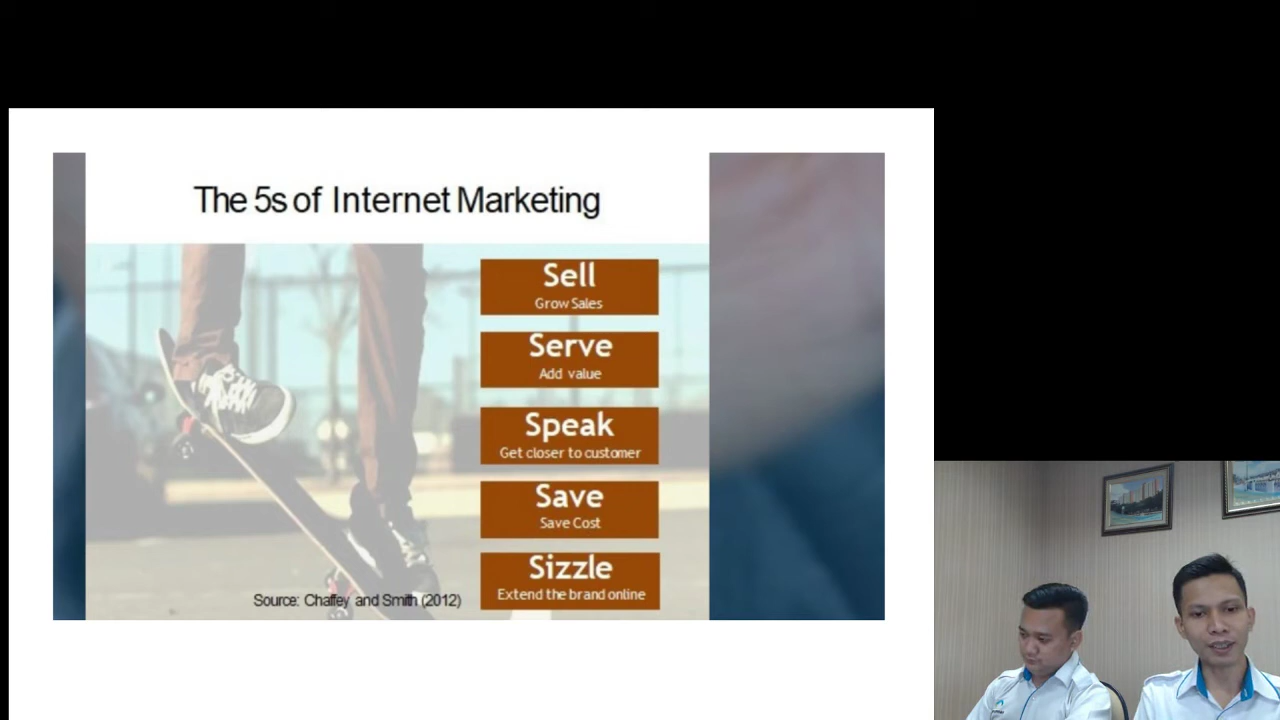 The 5s of Internet Marketing
Sell
Grow Sales
Serve
Add value
Speak
Get closer to customer
Save
Save Cost
Sizzle
Extend the brand online
Source: Chaffey and Smith (2012)